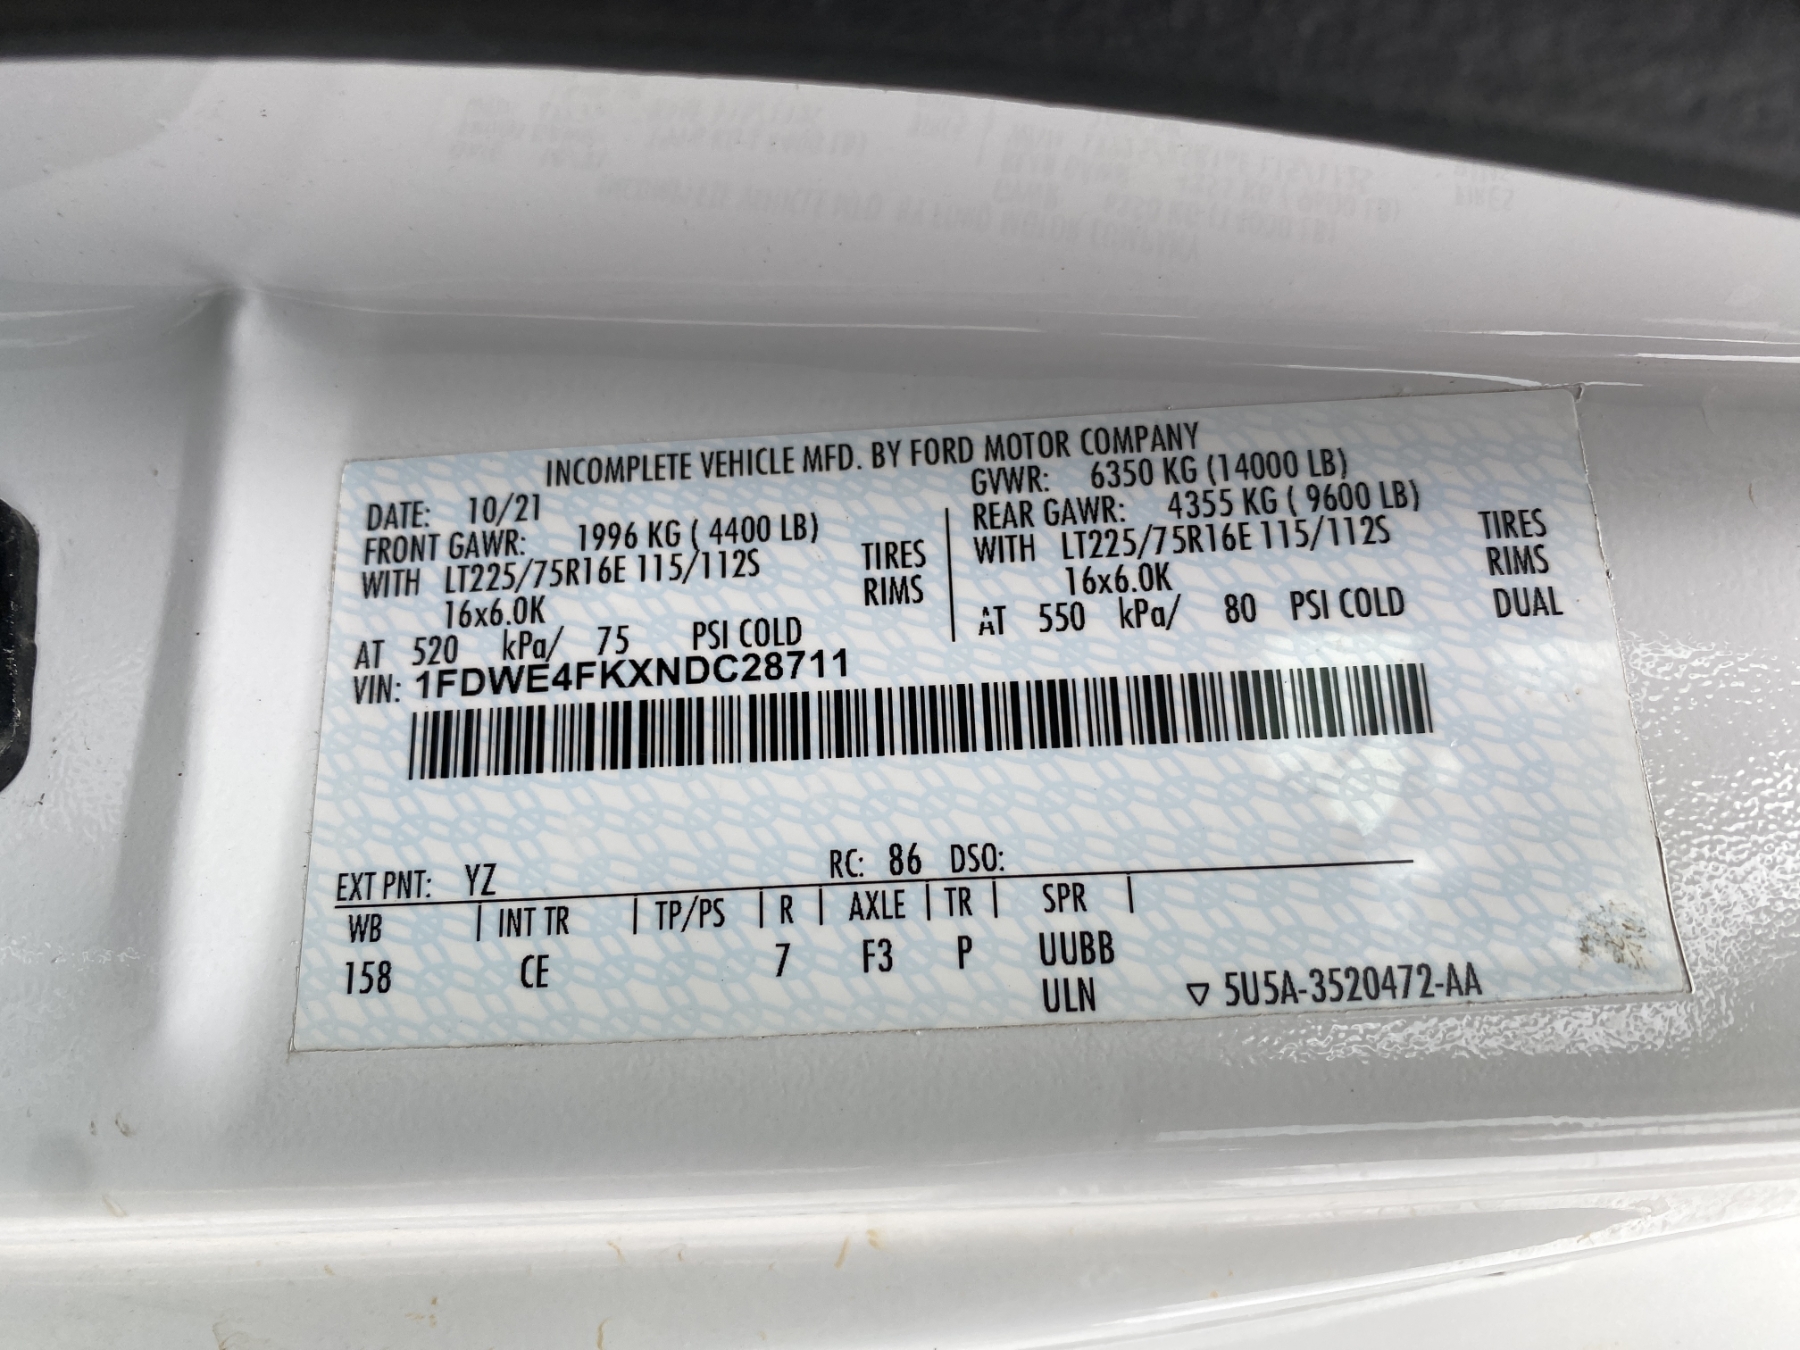 INCOMPLETE VEHICLE MFD. BY FORD MOTOR COMPANY
DATE: 10/21
GVWR: 6350 KG (14000 LB)
FRONT GAWR: 1996 KG ( 4400 LB)
REAR GAWR: 4355 KG ( 9600 LB)
WITH LT225/75R16E 115/112S TIRES
WITH LT225/75R16E 115/112S TIRES
16x6.0K RIMS
16x6.0K RIMS
AT 520 kPa/ 75 PSI COLD
AT 550 kPa/ 80 PSI COLD DUAL
VIN: 1FDWE4FKXNDC28711
EXT PNT: YZ RC: 86 DSO:
WB | INT TR | TP/PS | R | AXLE | TR | SPR |
158 CE 7 F3 P UUBB
ULN ▽ 5U5A-3520472-AA